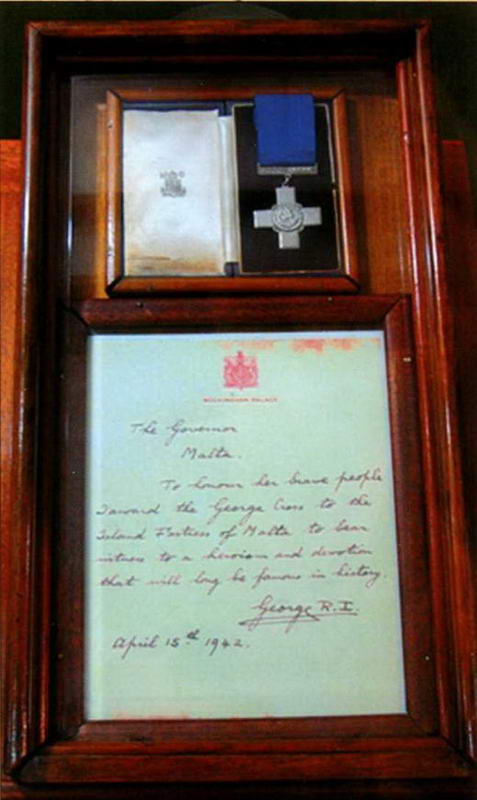 BUCKINGHAM PALACE
The Governor
Malta.
To honour her brave people
I award the George Cross to the
Island Fortress of Malta to bear
witness to a heroism and devotion
that will long be famous in history.
George R.I.
April 15th 1942.